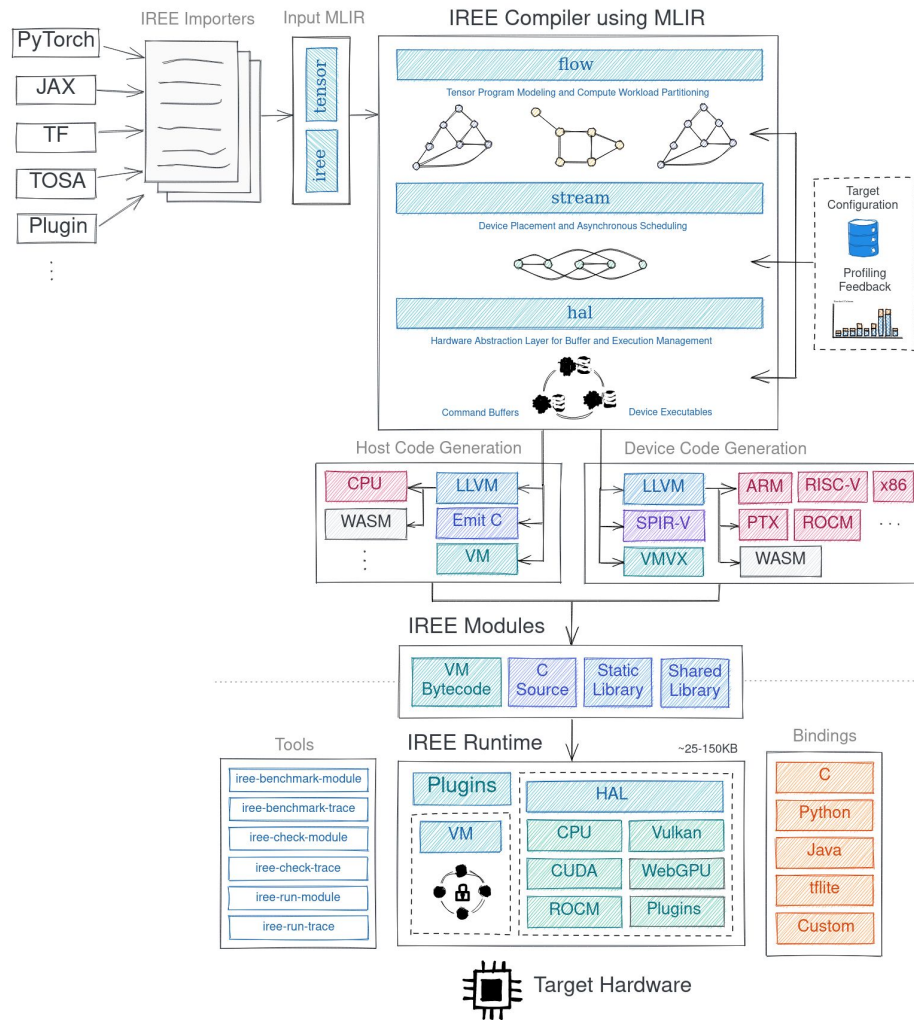 IREE Importers
Input MLIR
IREE Compiler using MLIR
PyTorch
JAX
TF
TOSA
Plugin
tensor
iree
flow
Tensor Program Modeling and Compute Workload Partitioning
stream
Device Placement and Asynchronous Scheduling
hal
Hardware Abstraction Layer for Buffer and Execution Management
Command Buffers
Device Executables
Target
Configuration
Profiling
Feedback
Host Code Generation
CPU
LLVM
WASM
Emit C
VM
Device Code Generation
LLVM
ARM
RISC-V
x86
SPIR-V
PTX
ROCM
...
VMVX
WASM
IREE Modules
VM
Bytecode
C
Source
Static
Library
Shared
Library
Tools
iree-benchmark-module
iree-benchmark-trace
iree-check-module
iree-check-trace
iree-run-module
iree-run-trace
IREE Runtime
~25-150KB
Plugins
VM
HAL
CPU
Vulkan
CUDA
WebGPU
ROCM
Plugins
Bindings
C
Python
Java
tflite
Custom
Target Hardware